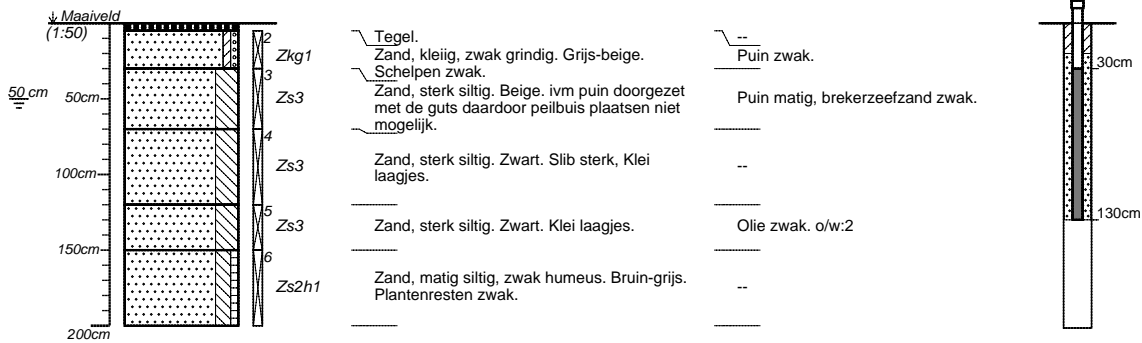 Maaiveld
(1:50)
2
Tegel.
--
Zkg1
Zand, kleiig, zwak grindig. Grijs-beige.
Schelpen zwak.
Puin zwak.
30cm
3
50 cm
50cm
Zs3
Zand, sterk siltig. Beige. ivm puin doorgezet
met de guts daardoor peilbuis plaatsen niet
mogelijk.
Puin matig, brekerzeefzand zwak.
4
100cm
Zs3
Zand, sterk siltig. Zwart. Slib sterk, Klei
laagjes.
--
5
Zs3
Zand, sterk siltig. Zwart. Klei laagjes.
Olie zwak. o/w:2
130cm
150cm
6
Zs2h1
Zand, matig siltig, zwak humeus. Bruin-grijs.
Plantenresten zwak.
--
200cm